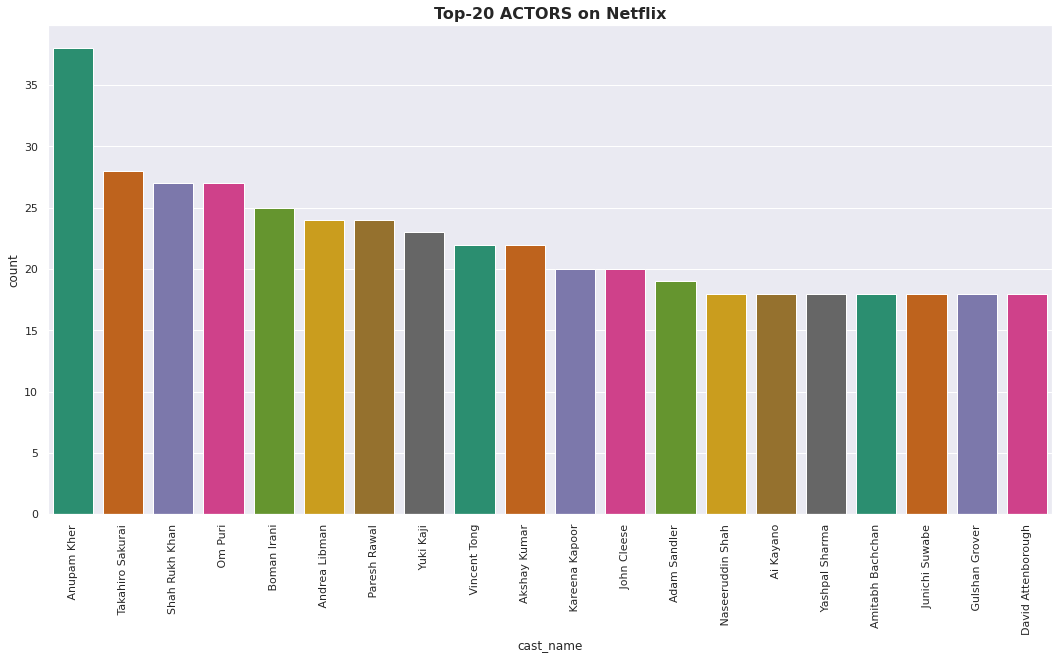 Top-20 ACTORS on Netflix
count
35
30
25
20
15
10
5
0
Anupam Kher
Takahiro Sakurai
Shah Rukh Khan
Om Puri
Boman Irani
Andrea Libman
Paresh Rawal
Yuki Kaji
Vincent Tong
Akshay Kumar
Kareena Kapoor
John Cleese
Adam Sandler
Naseeruddin Shah
Ai Kayano
Yashpal Sharma
Amitabh Bachchan
Junichi Suwabe
Gulshan Grover
David Attenborough
cast_name